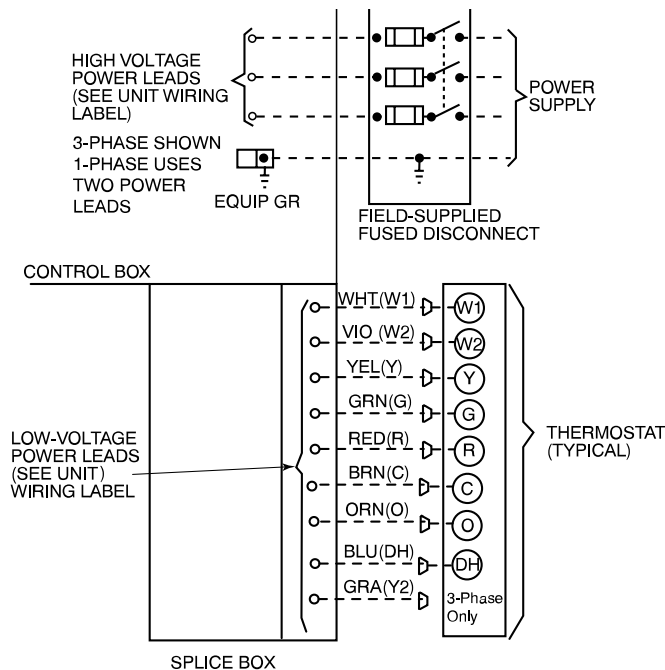 HIGH VOLTAGE
POWER LEADS
(SEE UNIT WIRING
LABEL)
POWER
SUPPLY
3-PHASE SHOWN
1-PHASE USES
TWO POWER
LEADS
EQUIP GR
FIELD-SUPPLIED
FUSED DISCONNECT
CONTROL BOX
WHT(W1)
W1
VIO (W2)
W2
YEL(Y)
Y
GRN(G)
G
RED(R)
R
BRN(C)
C
ORN(O)
O
BLU(DH)
DH
GRA(Y2)
3-Phase
Only
LOW-VOLTAGE
POWER LEADS
(SEE UNIT)
WIRING LABEL
THERMOSTAT
(TYPICAL)
SPLICE BOX